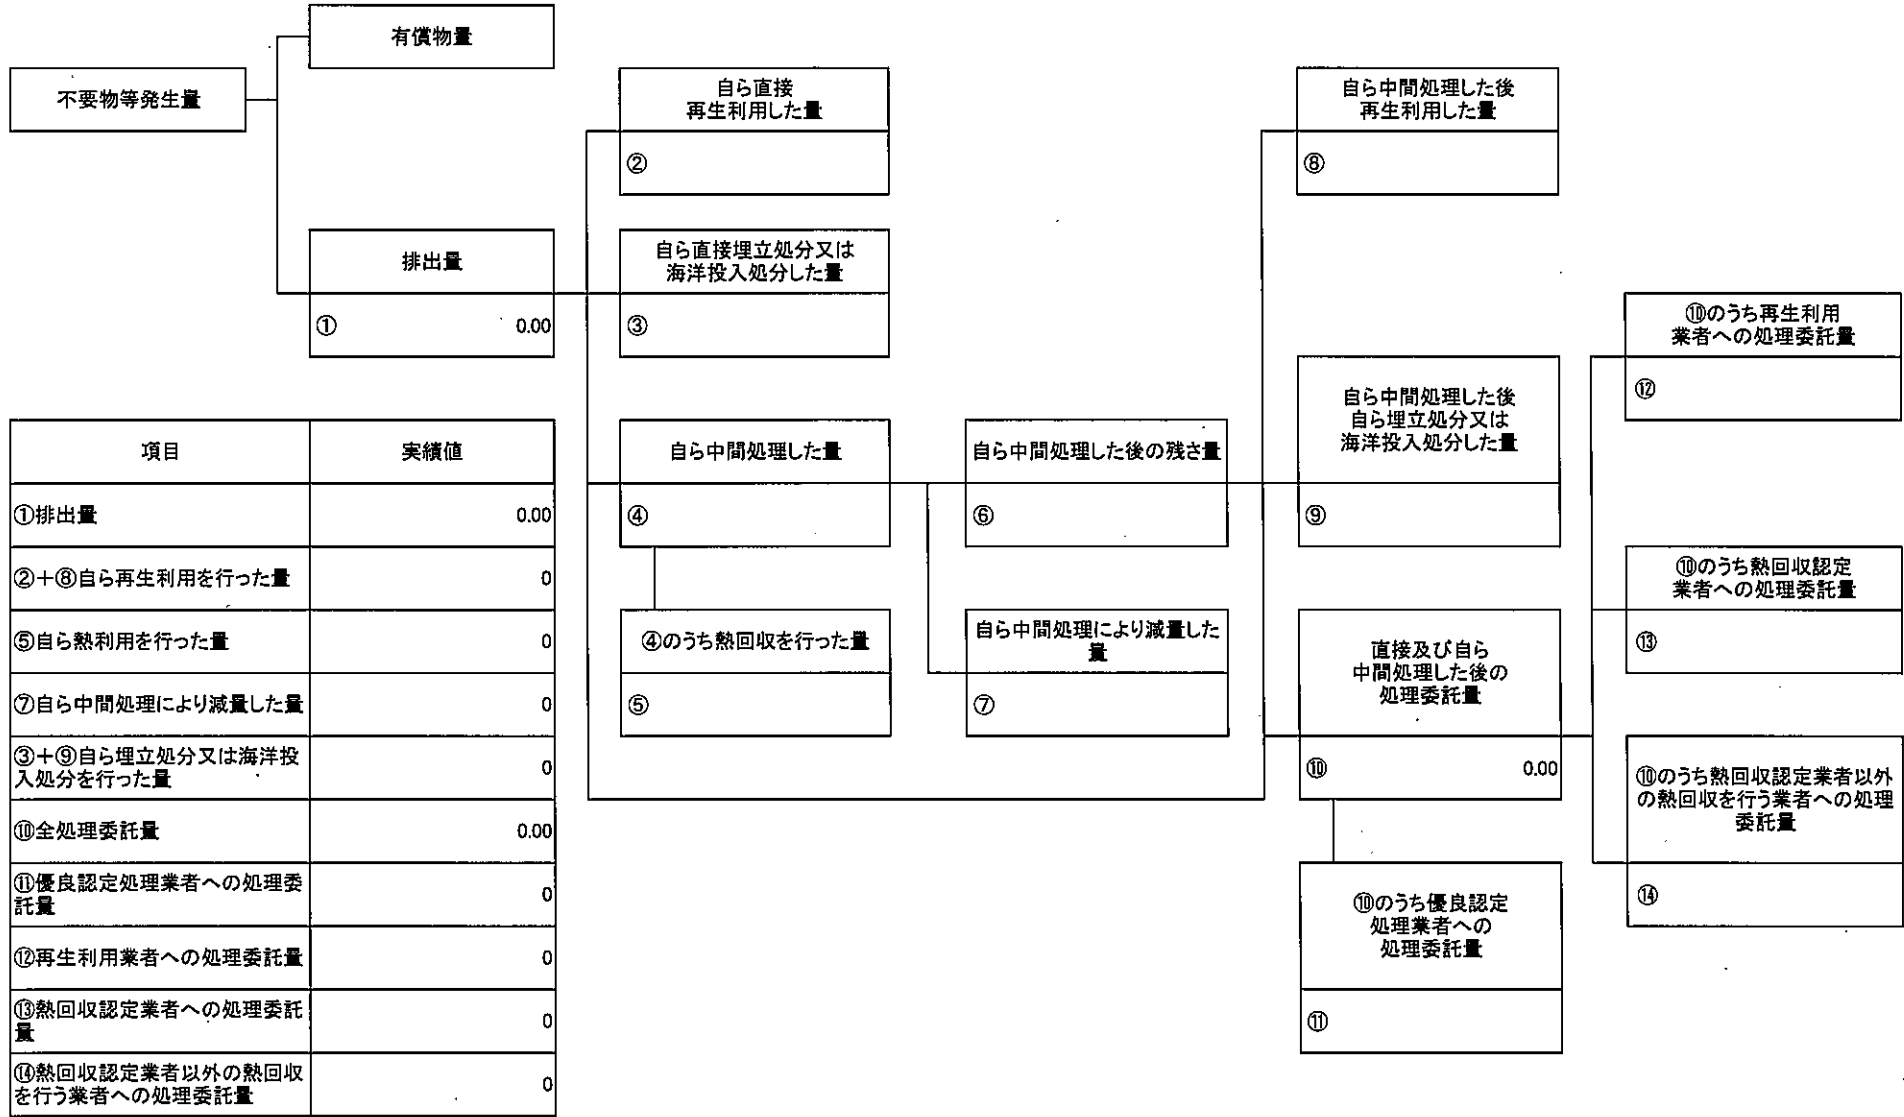 有償物量
不要物等発生量
自ら直接
再生利用した量
②
自ら中間処理した後
再生利用した量
⑧
排出量
① 0.00
自ら直接埋立処分又は
海洋投入処分した量
③
⑩のうち再生利用
業者への処理委託量
⑫
自ら中間処理した量
④
自ら中間処理した後の残さ量
⑥
自ら中間処理した後
自ら埋立処分又は
海洋投入処分した量
⑨
⑩のうち熱回収認定
業者への処理委託量
⑬
④のうち熱回収を行った量
⑤
自ら中間処理により減量した
量
⑦
直接及び自ら
中間処理した後の
処理委託量
⑩ 0.00
⑩のうち熱回収認定業者以外
の熱回収を行う業者への処理
委託量
⑭
⑩のうち優良認定
処理業者への
処理委託量
⑪
項目 実績値
①排出量 0.00
②+⑧自ら再生利用を行った量 0
⑤自ら熱利用を行った量 0
⑦自ら中間処理により減量した量 0
③+⑨自ら埋立処分又は海洋投
入処分を行った量 0
⑩全処理委託量 0.00
⑪優良認定処理業者への処理委
託量 0
⑫再生利用業者への処理委託量 0
⑬熱回収認定業者への処理委託
量 0
⑭熱回収認定業者以外の熱回収
を行う業者への処理委託量 0